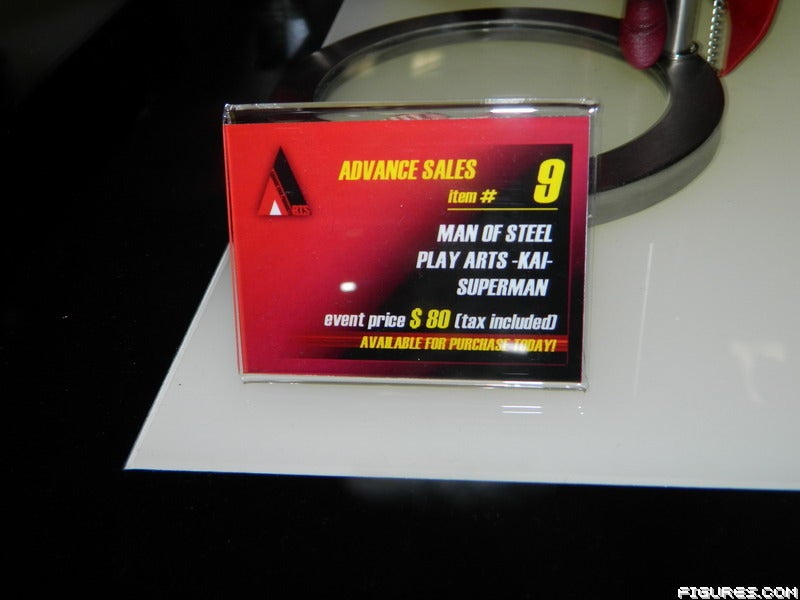 ADVANCE SALES
item # 9
MAN OF STEEL
PLAY ARTS -KAI-
SUPERMAN
event price $ 80 (tax included)
AVAILABLE FOR PURCHASE TODAY!
ARTS
FIGURES.COM